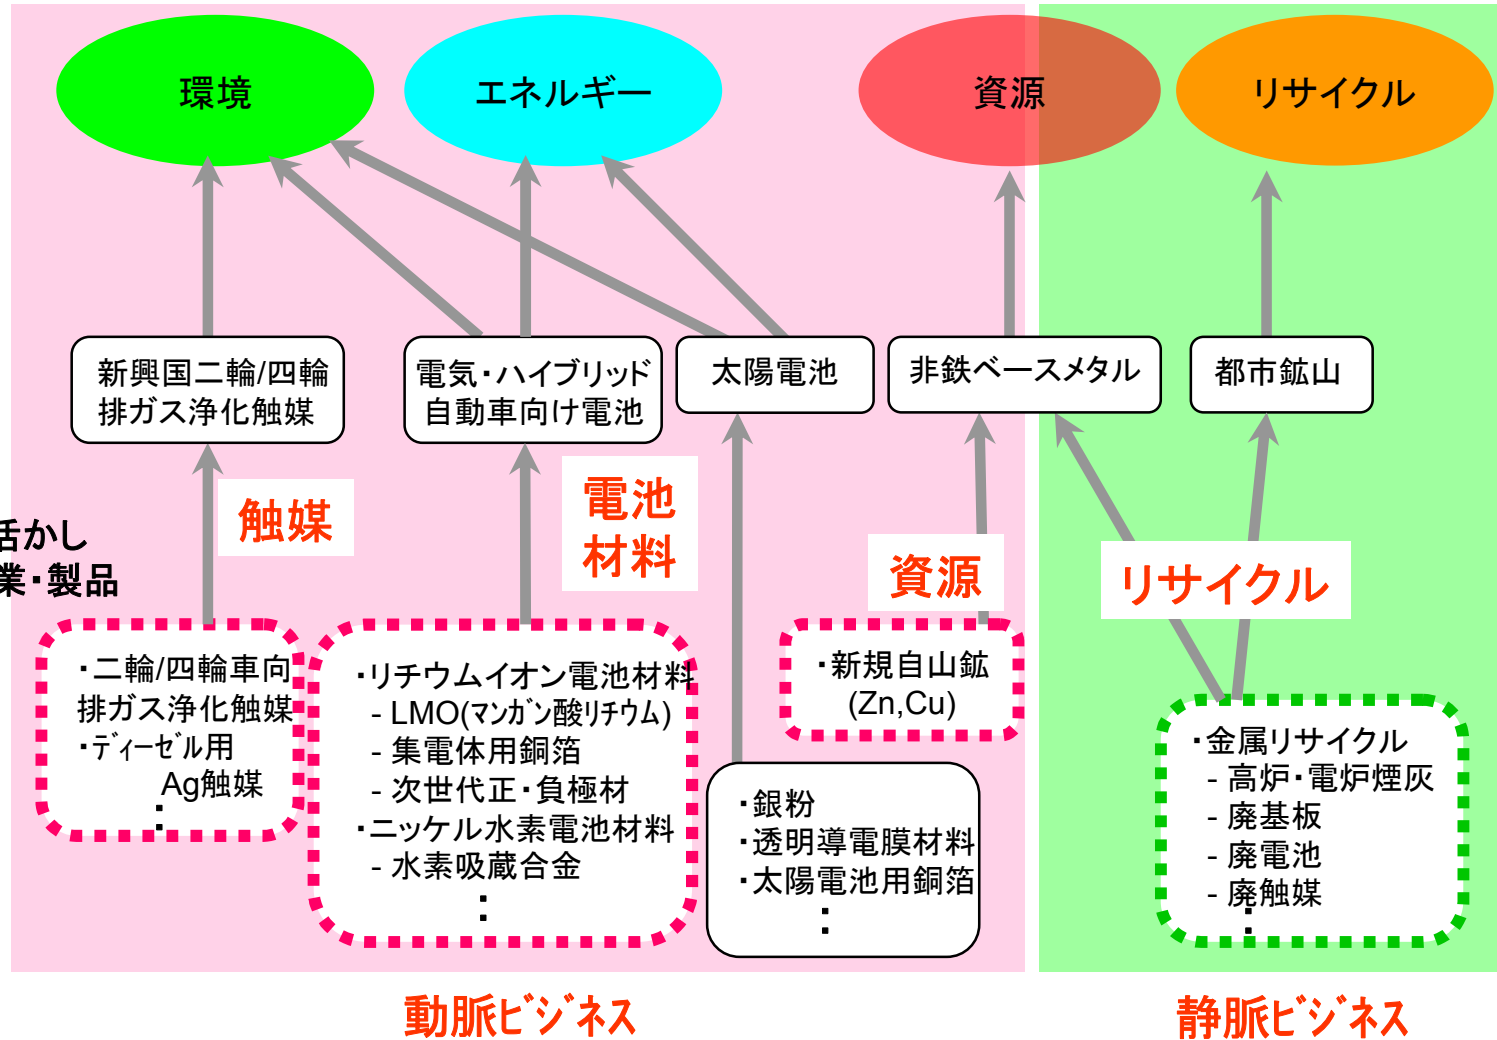 環境
エネルギー
資源
リサイクル
新興国二輪/四輪
排ガス浄化触媒
電気・ハイブリッド
自動車向け電池
太陽電池
非鉄ベースメタル
都市鉱山
触媒
電池
材料
資源
リサイクル
活かし
業・製品
・二輪/四輪車向
排ガス浄化触媒
・ディーゼル用
Ag触媒
:
・リチウムイオン電池材料
- LMO(マンガン酸リチウム)
- 集電体用銅箔
- 次世代正・負極材
・ニッケル水素電池材料
- 水素吸蔵合金
:
・銀粉
・透明導電膜材料
・太陽電池用銅箔
:
・新規自山鉱
(Zn,Cu)
・金属リサイクル
- 高炉・電炉煙灰
- 廃基板
- 廃電池
- 廃触媒
:
動脈ビジネス
静脈ビジネス